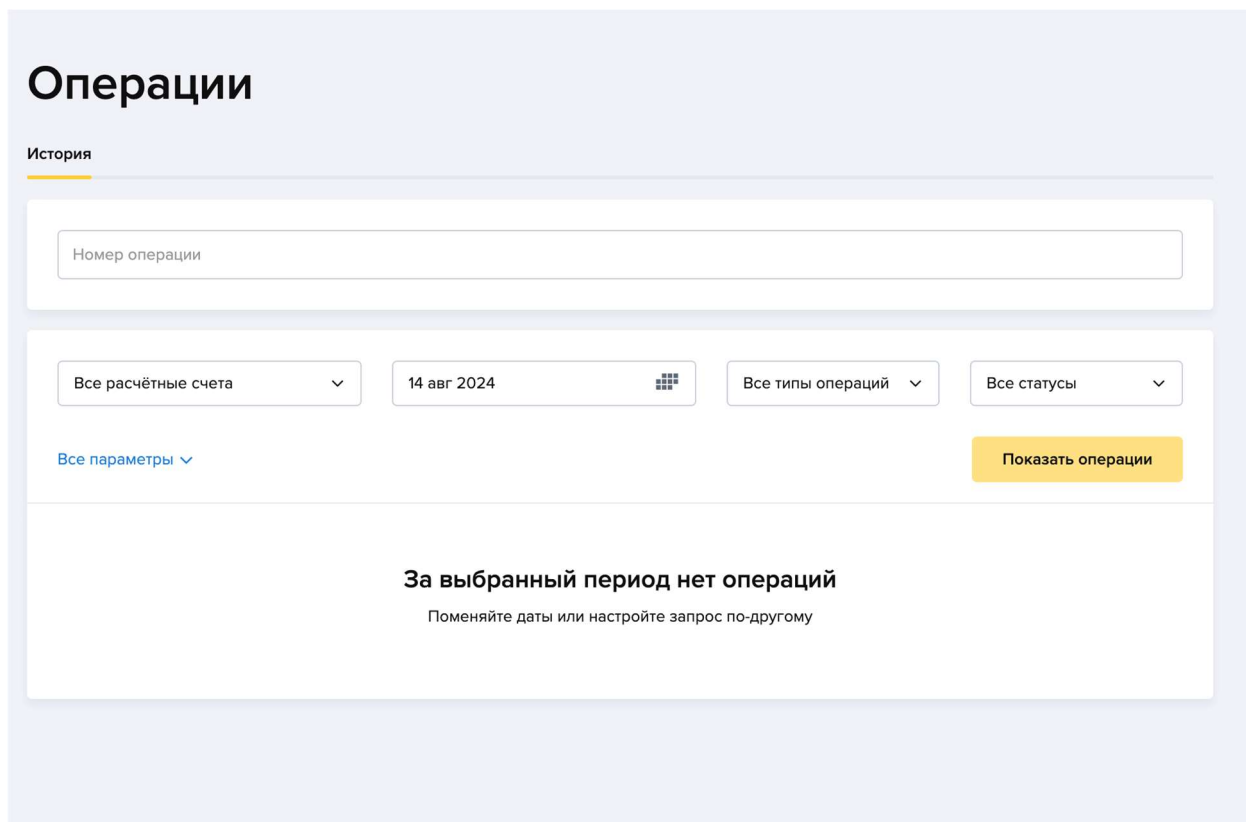 Операции
История
Номер операции
Все расчётные счета
14 авг 2024
Все типы операций
Все статусы
Все параметры
Показать операции
За выбранный период нет операций
Поменяйте даты или настройте запрос по-другому